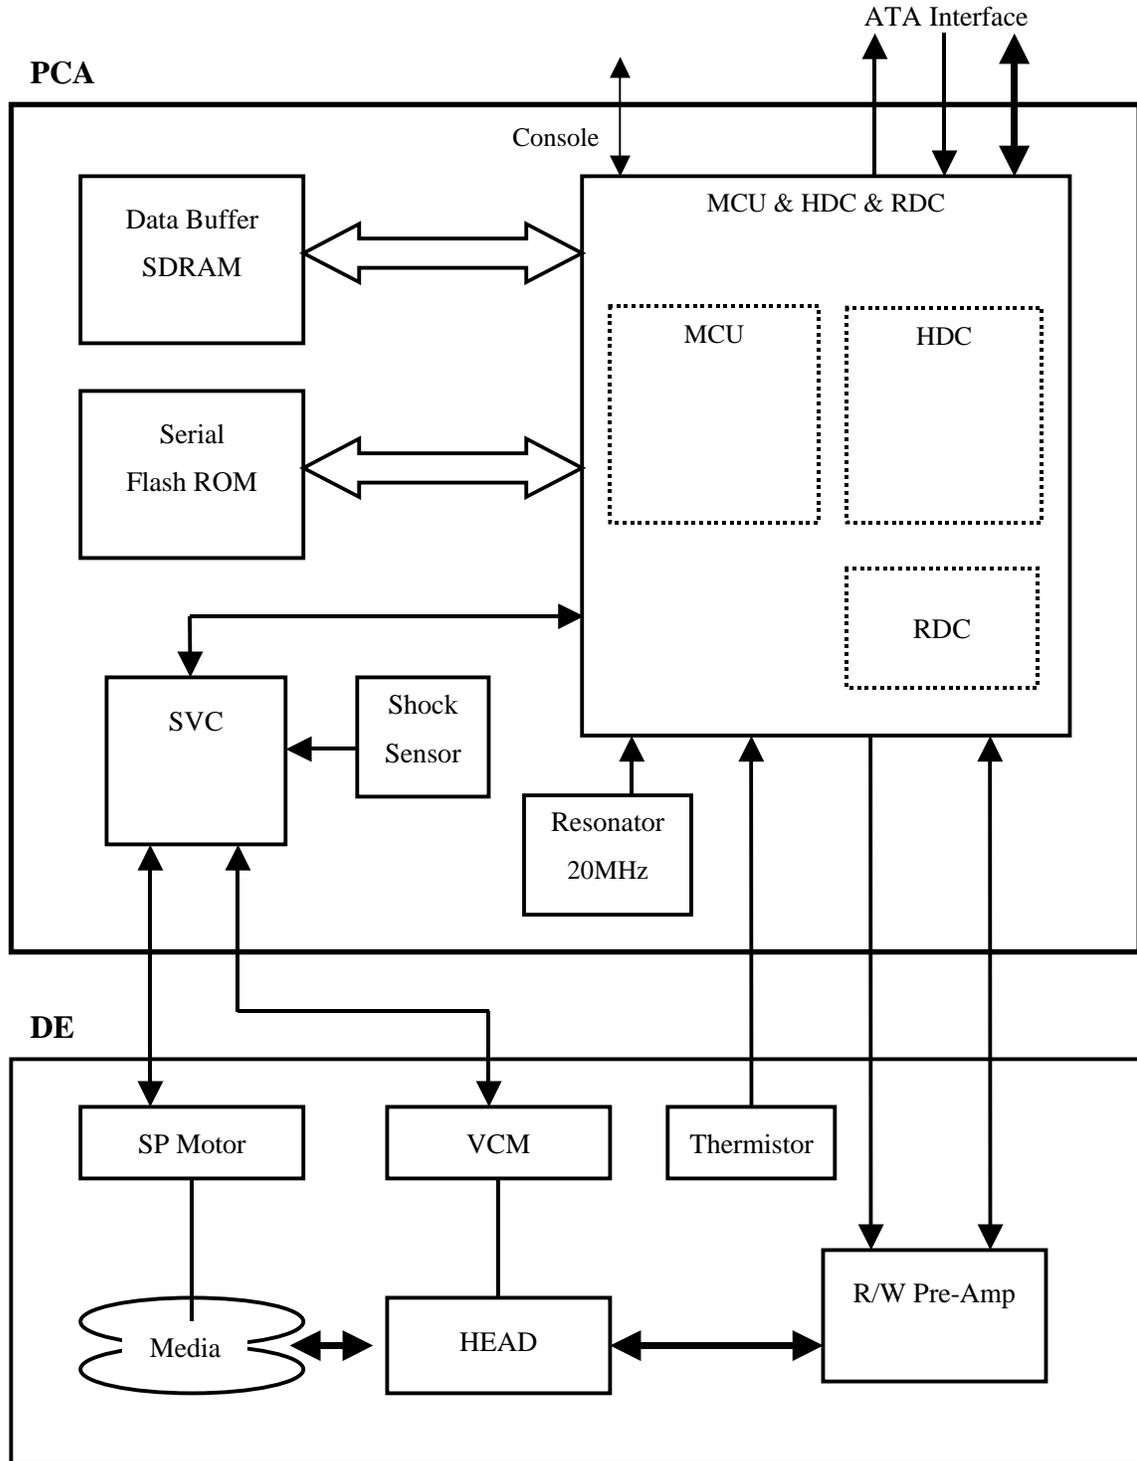 ATA Interface
PCA
Console
MCU & HDC & RDC
Data Buffer
SDRAM
MCU
HDC
Serial
Flash ROM
RDC
SVC
Shock
Sensor
Resonator
20MHz
DE
SP Motor
VCM
Thermistor
R/W Pre-Amp
Media
HEAD